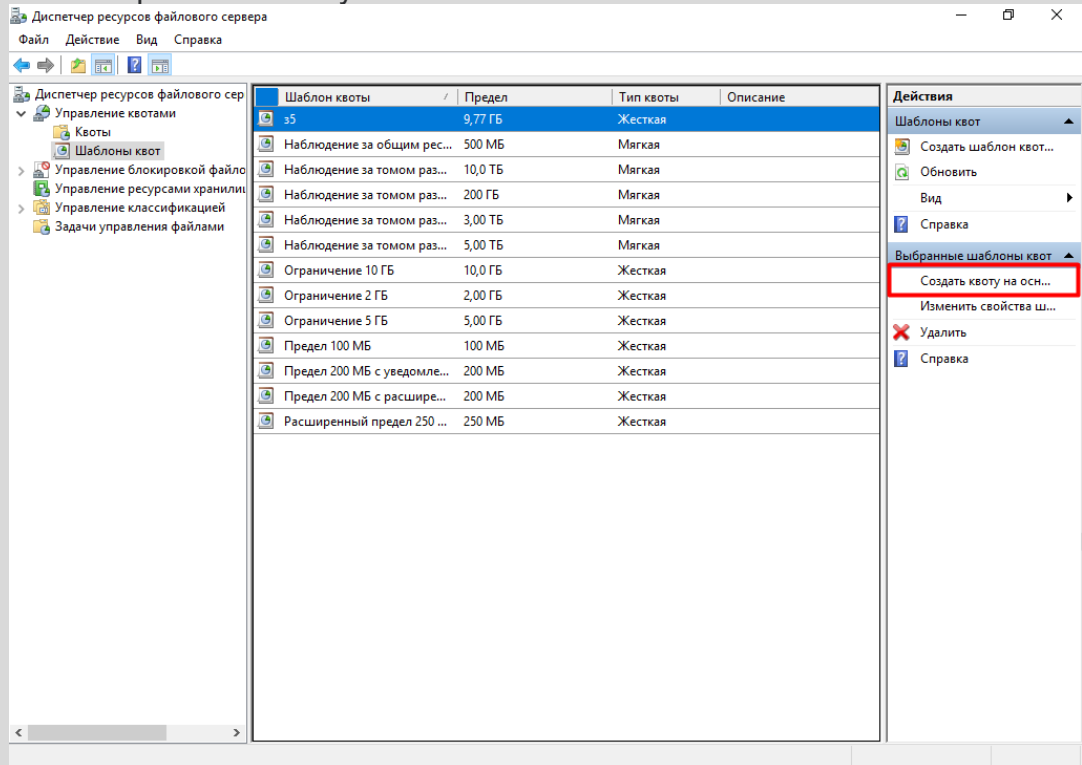 Диспетчер ресурсов файлового сервера
Файл Действие Вид Справка
Диспетчер ресурсов файлового сер
Управление квотами
Квоты
Шаблоны квот
Управление блокировкой файло
Управление ресурсами хранилищ
Управление классификацией
Задачи управления файлами
Шаблон квоты Предел Тип квоты Описание
з5 9,77 ГБ Жесткая
Наблюдение за общим рес... 500 МБ Мягкая
Наблюдение за томом раз... 10,0 ТБ Мягкая
Наблюдение за томом раз... 200 ГБ Мягкая
Наблюдение за томом раз... 3,00 ТБ Мягкая
Наблюдение за томом раз... 5,00 ТБ Мягкая
Ограничение 10 ГБ 10,0 ГБ Жесткая
Ограничение 2 ГБ 2,00 ГБ Жесткая
Ограничение 5 ГБ 5,00 ГБ Жесткая
Предел 100 МБ 100 МБ Жесткая
Предел 200 МБ с уведомле... 200 МБ Жесткая
Предел 200 МБ с расшире... 200 МБ Жесткая
Расширенный предел 250 ... 250 МБ Жесткая
Действия
Шаблоны квот
Создать шаблон квот...
Обновить
Вид
Справка
Выбранные шаблоны квот
Создать квоту на осн...
Изменить свойства ш...
Удалить
Справка